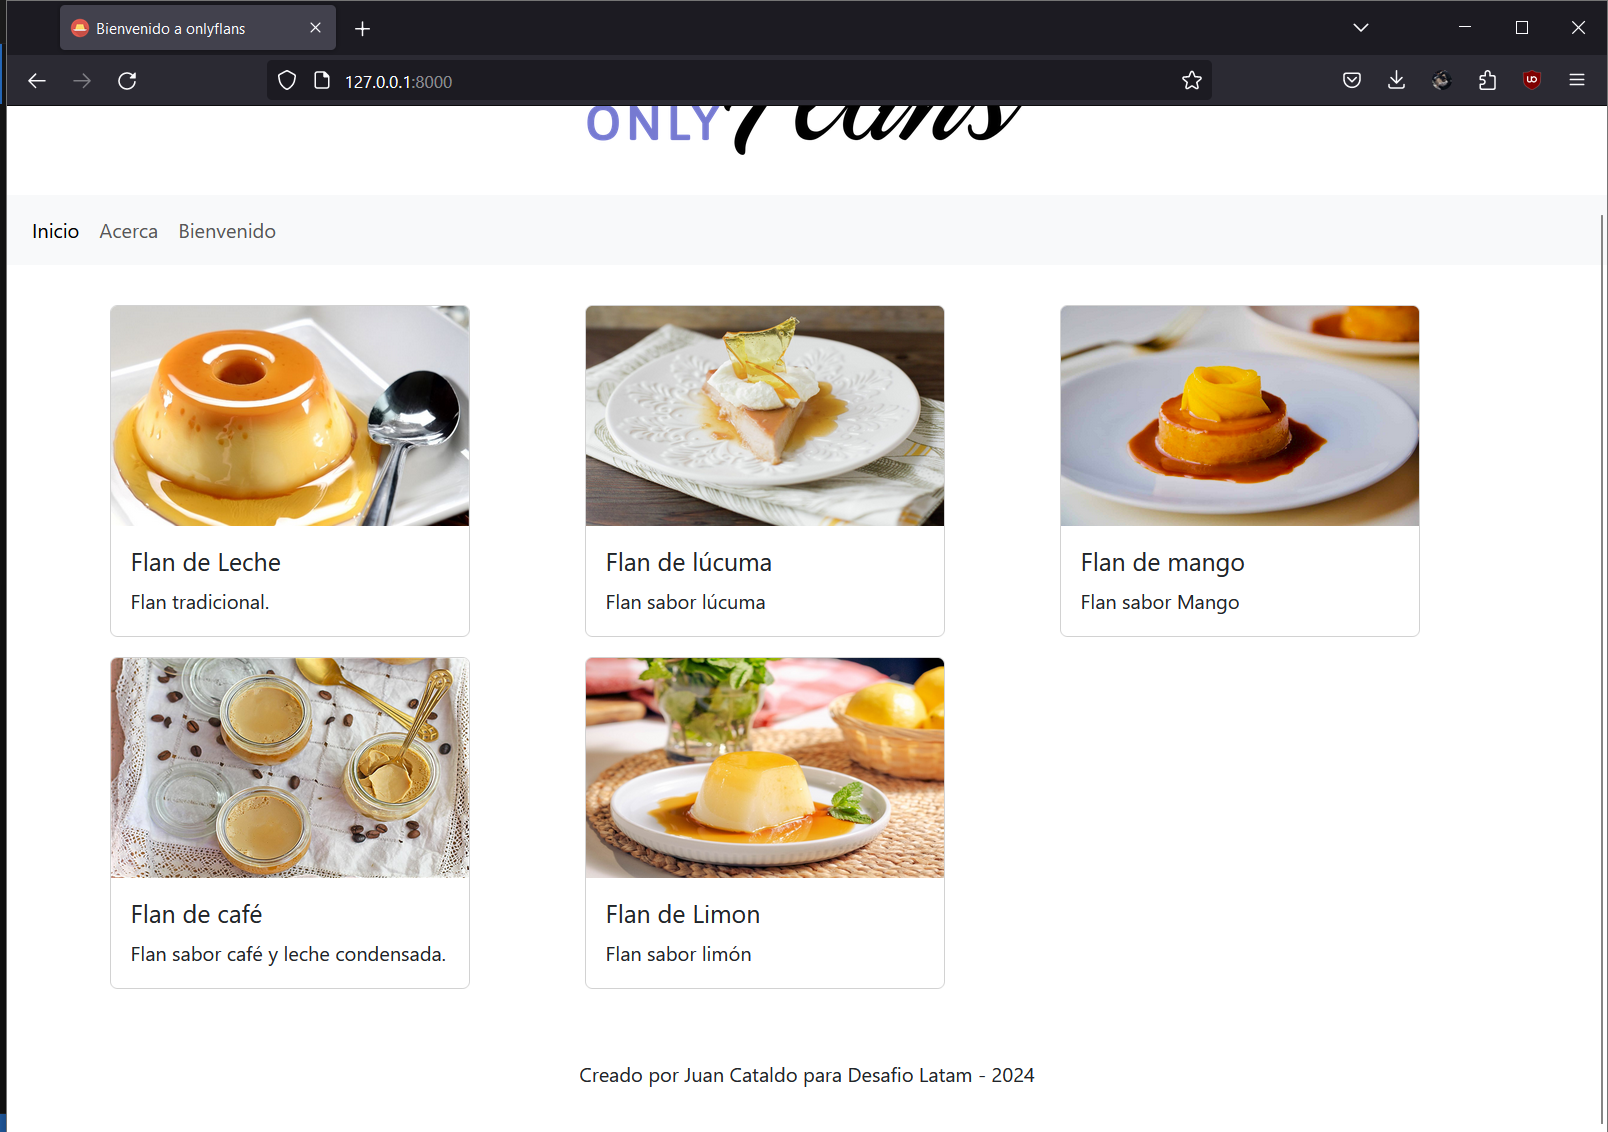 Bienvenido a onlyflans
127.0.0.1:8000
ONLY Flans
Inicio Acerca Bienvenido
Flan de Leche
Flan tradicional.
Flan de lúcuma
Flan sabor lúcuma
Flan de mango
Flan sabor Mango
Flan de café
Flan sabor café y leche condensada.
Flan de Limon
Flan sabor limón
Creado por Juan Cataldo para Desafio Latam - 2024